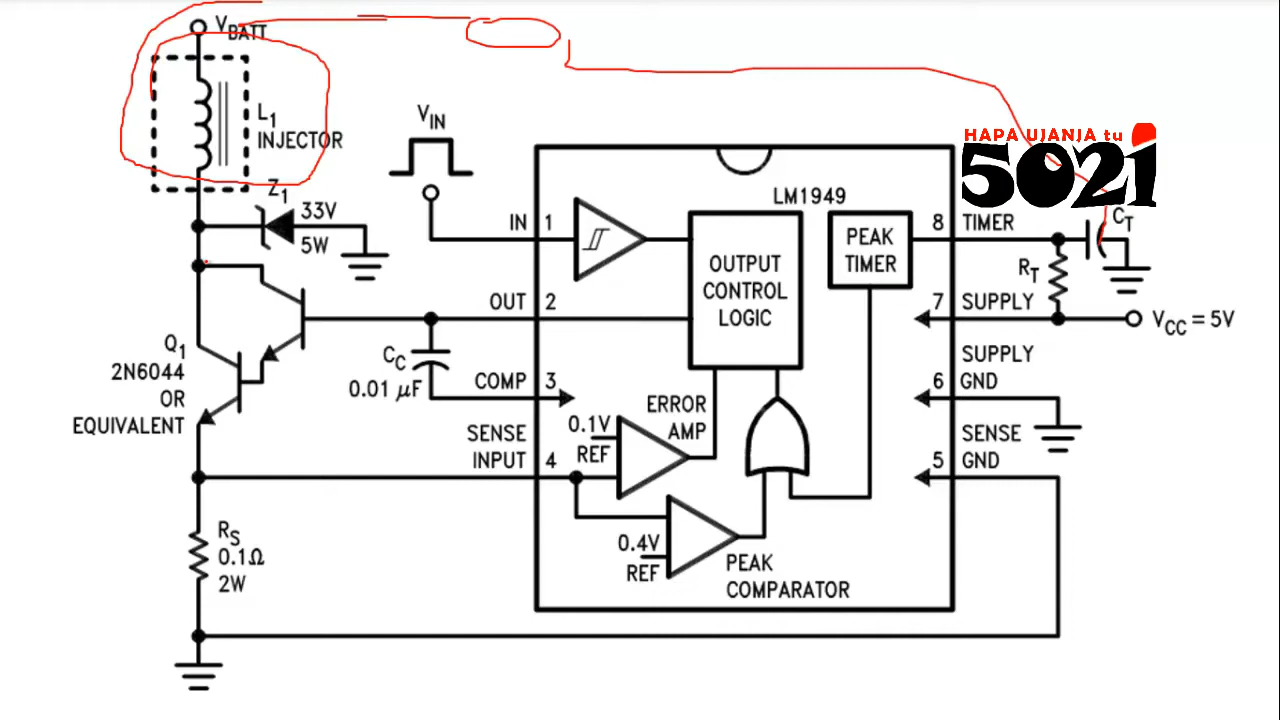 V_BATT
L1
INJECTOR
Z1
33V
5W
Q1
2N6044
OR
EQUIVALENT
RS
0.1Ω
2W
VIN
CC
0.01 μF
IN
1
OUT
2
COMP
3
SENSE
INPUT
4
LM1949
OUTPUT
CONTROL
LOGIC
PEAK
TIMER
ERROR
AMP
0.1V
REF
0.4V
REF
PEAK
COMPARATOR
HAPA UJANJA tu
5021
8
TIMER
CT
RT
7
SUPPLY
VCC = 5V
SUPPLY
6
GND
SENSE
5
GND